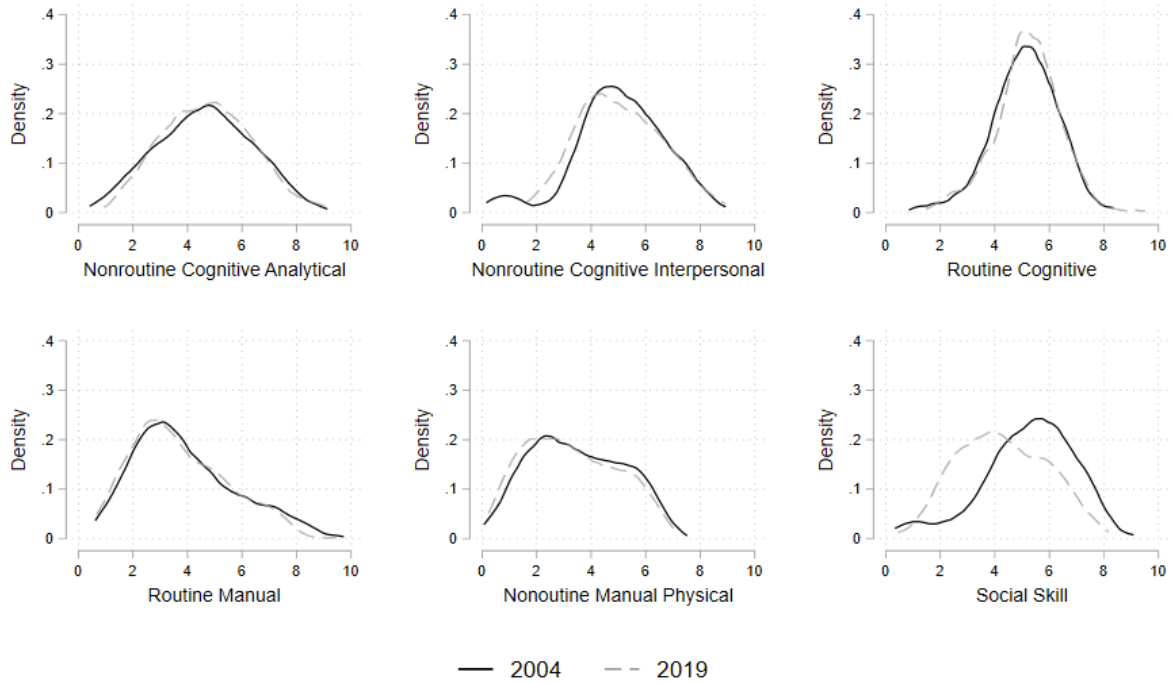 .4 .4 .4
.3 .3 .3
Density Density Density
.2 .2 .2
.1 .1 .1
0 0 0
0 2 4 6 8 10 0 2 4 6 8 10 0 2 4 6 8 10
Nonroutine Cognitive Analytical Nonroutine Cognitive Interpersonal Routine Cognitive
.4 .4 .4
.3 .3 .3
Density Density Density
.2 .2 .2
.1 .1 .1
0 0 0
0 2 4 6 8 10 0 2 4 6 8 10 0 2 4 6 8 10
Routine Manual Nonoutine Manual Physical Social Skill
2004 2019